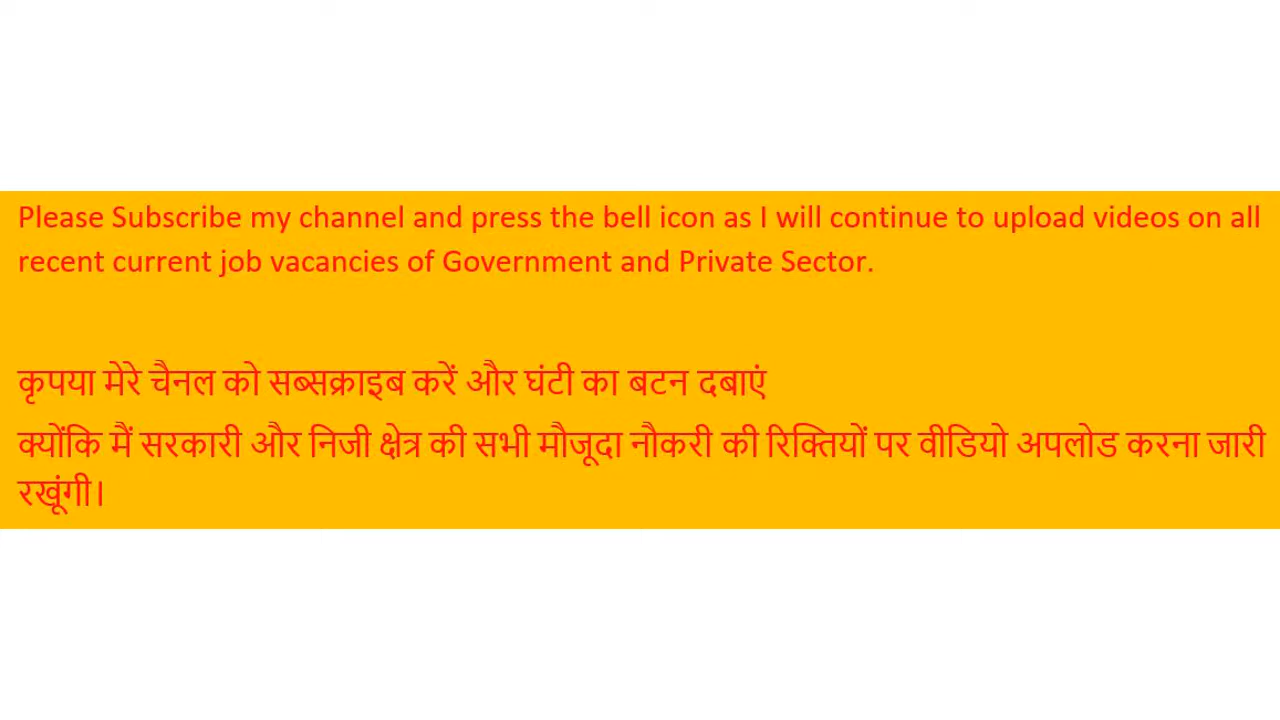 Please Subscribe my channel and press the bell icon as I will continue to upload videos on all
recent current job vacancies of Government and Private Sector.
कृपया मेरे चैनल को सब्सक्राइब करें और घंटी का बटन दबाएं
क्योंकि मैं सरकारी और निजी क्षेत्र की सभी मौजूदा नौकरी की रिक्तियों पर वीडियो अपलोड करना जारी
रखूंगी।